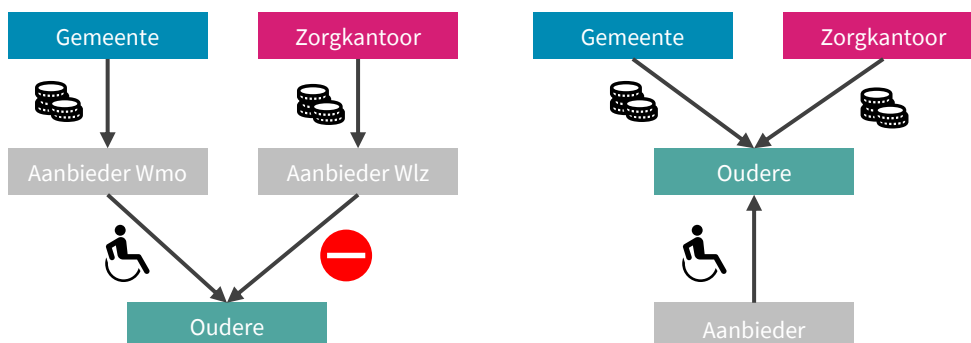 Gemeente
Zorgkantoor
Aanbieder Wmo
Aanbieder Wlz
Oudere
Gemeente
Zorgkantoor
Oudere
Aanbieder